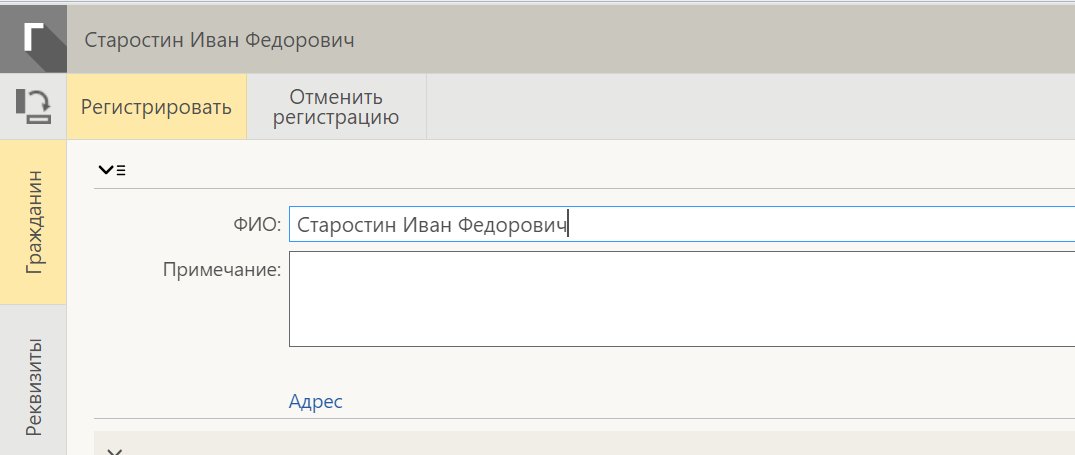 Г
Старостин Иван Федорович
Регистрировать
Отменить
регистрацию
Гражданин
ФИО: Старостин Иван Федорович
Примечание:
Реквизиты
Адрес